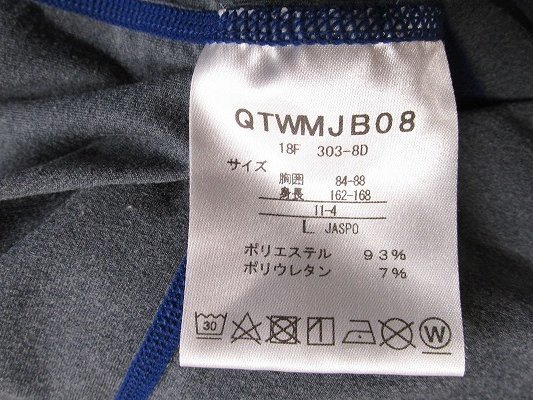 QTWMJB08
18F 303-8D
サイズ
胸囲 84-88
身長 162-168
11-4
L JASPO
ポリエステル 93%
ポリウレタン 7%
30 W